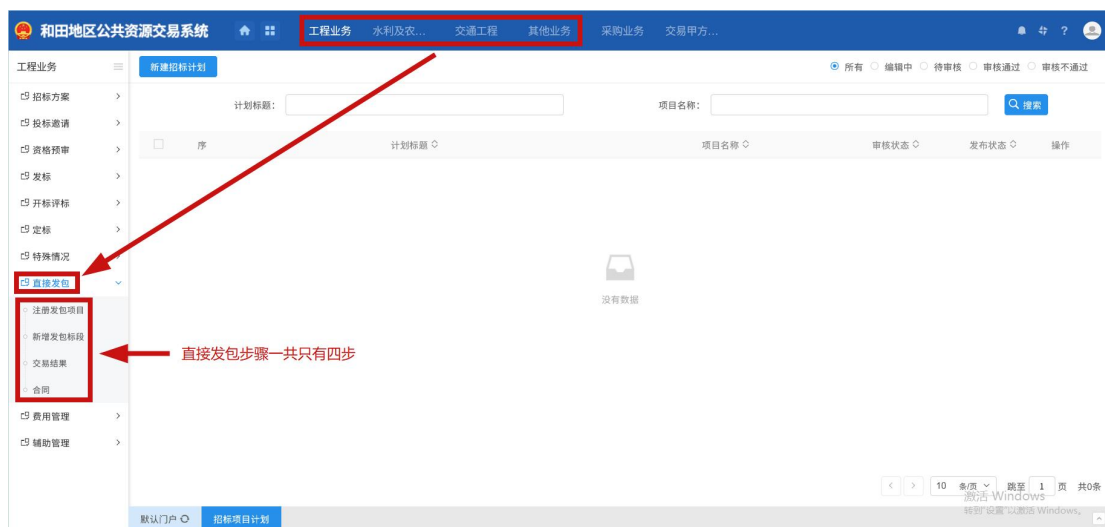 和田地区公共资源交易系统 工程业务 水利及农... 交通工程 其他业务 采购业务 交易甲方...
工程业务 新建招标计划 所有 编辑中 待审核 审核通过 审核不通过
招标方案
计划标题： 项目名称： 搜索
投标邀请
资格预审
序 计划标题 项目名称 审核状态 发布状态 操作
发标
开标评标
定标
特殊情况
直接发包
没有数据
注册发包项目
新增发包标段
直接发包步骤一共只有四步
交易结果
合同
费用管理
辅助管理
10 条/页 跳至 1 页 共0条
激活 Windows
转到"设置"以激活 Windows。
默认门户 招标项目计划